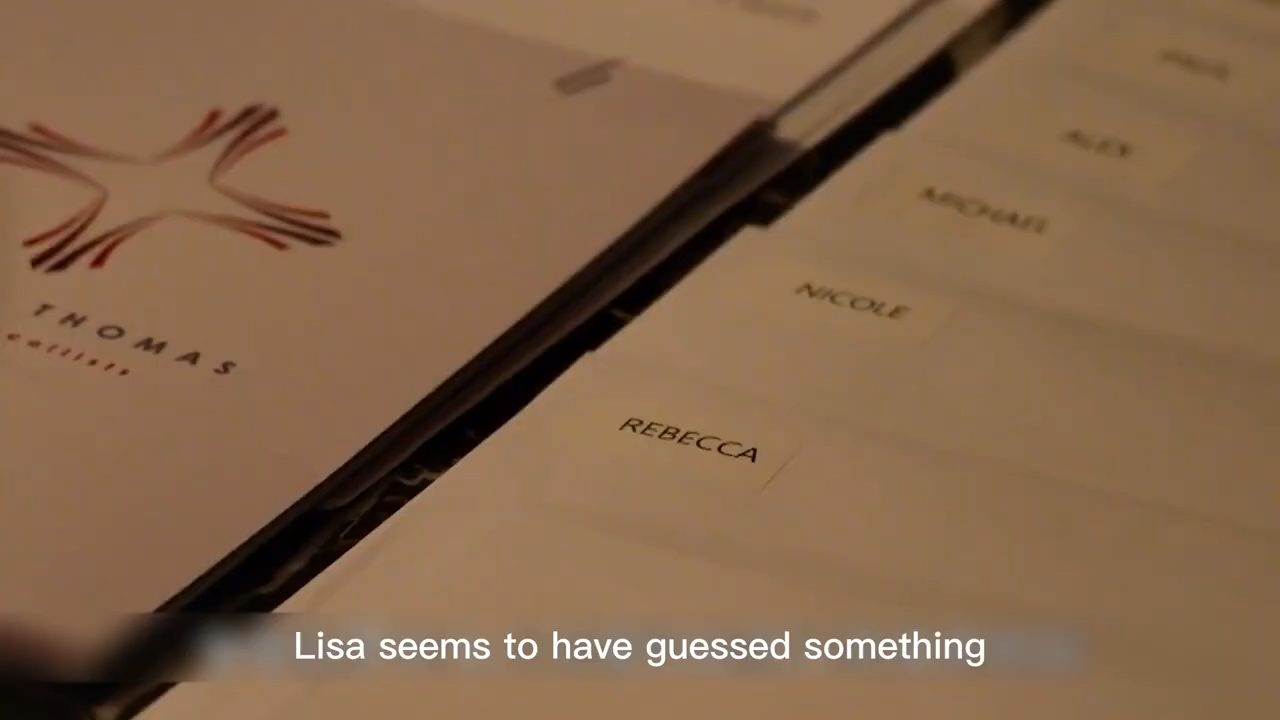 ALEX
MICHAEL
NICOLE
THOMAS
REBECCA
Lisa seems to have guessed something